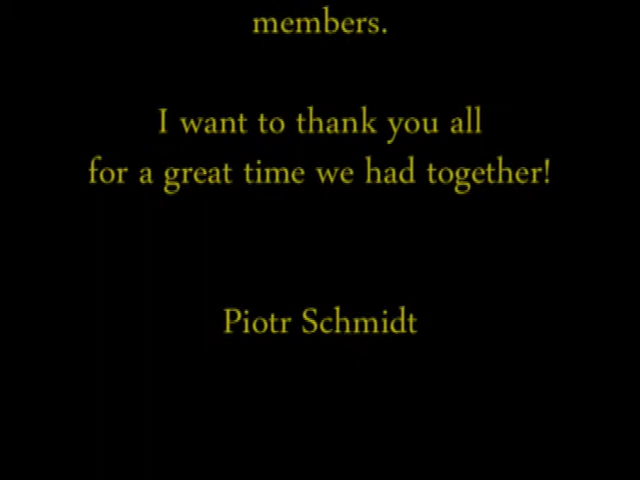 members.
I want to thank you all
for a great time we had together!
Piotr Schmidt